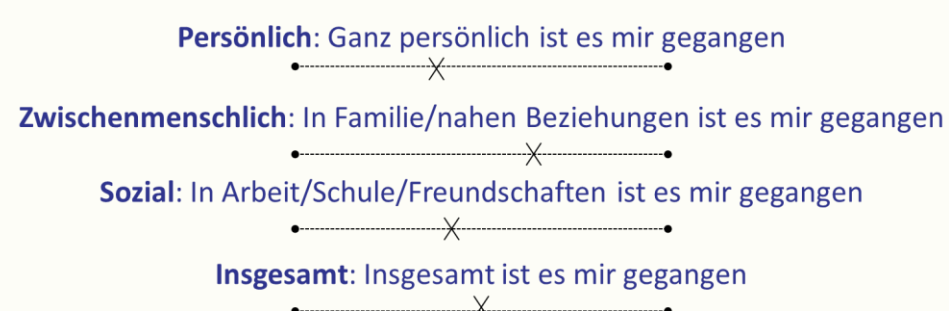 Persönlich: Ganz persönlich ist es mir gegangen
Zwischenmenschlich: In Familie/nahen Beziehungen ist es mir gegangen
Sozial: In Arbeit/Schule/Freundschaften ist es mir gegangen
Insgesamt: Insgesamt ist es mir gegangen